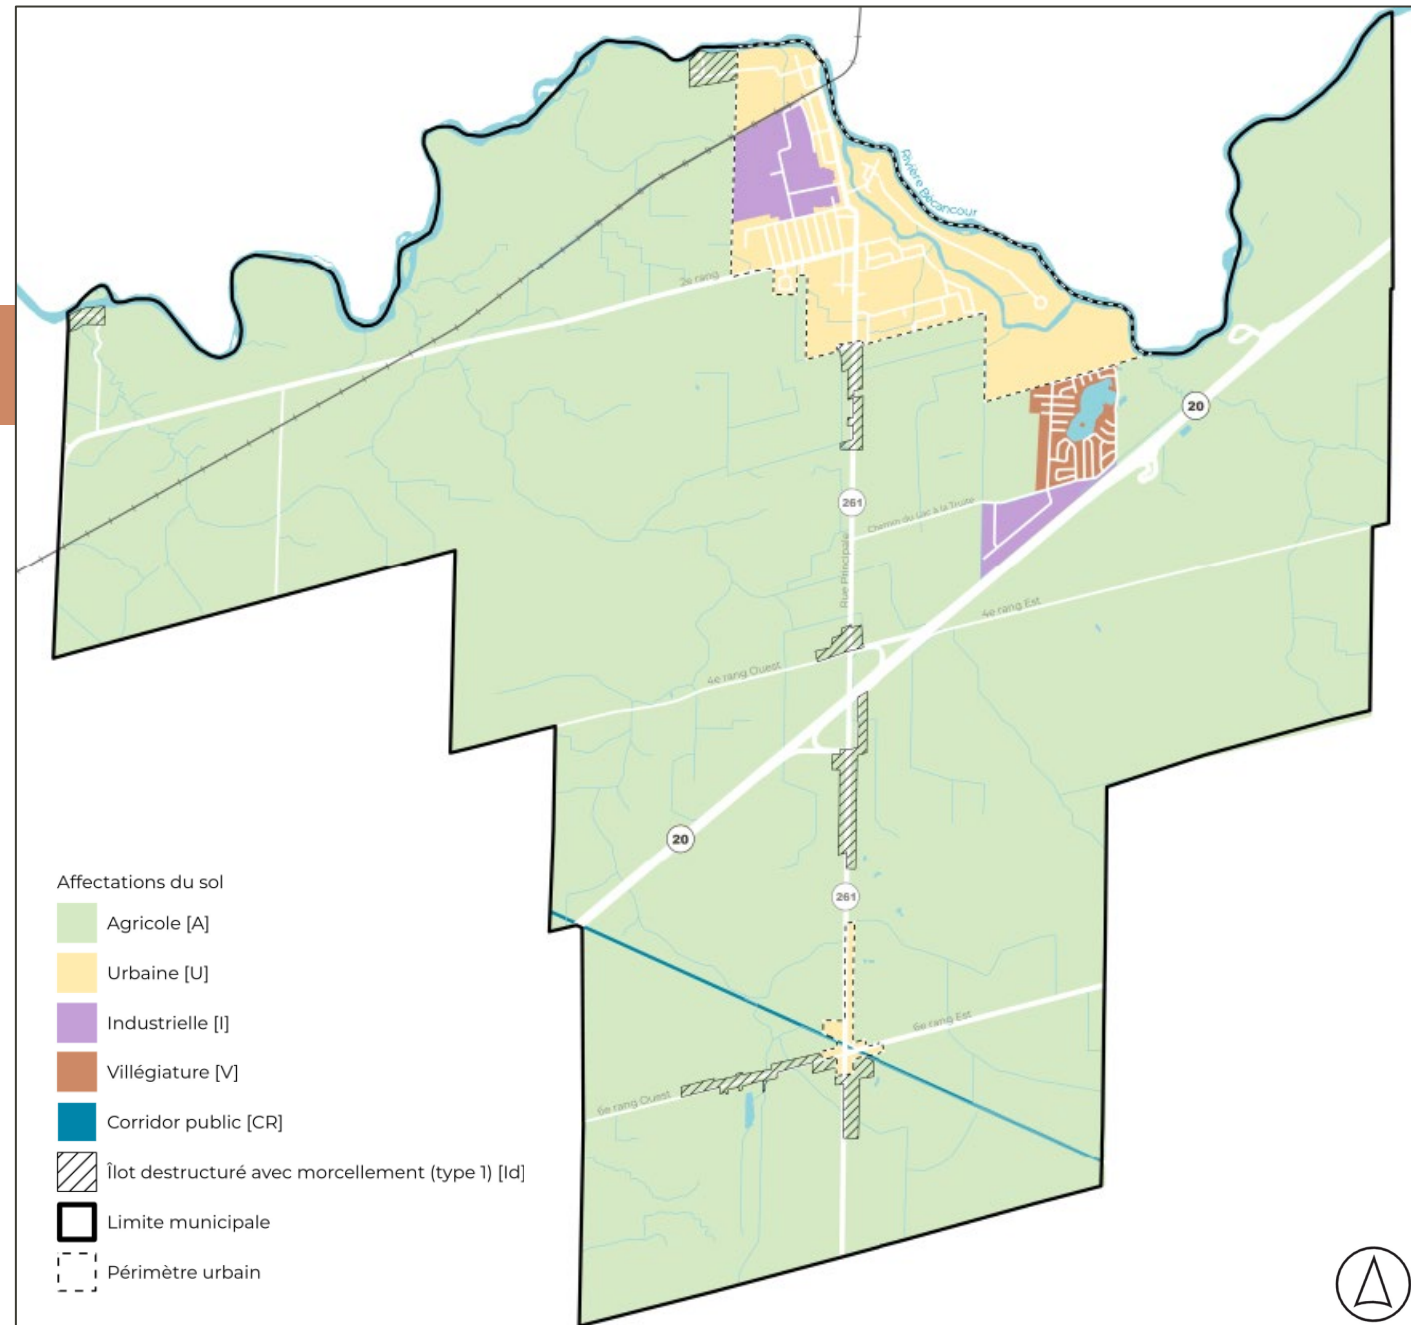 Rivière Bécancour
2e rang
20
261
Chemin du Lac à la Truite
Rue Principale
4e rang Est
4e rang Ouest
20
261
6e rang Est
6e rang Ouest
Affectations du sol
Agricole [A]
Urbaine [U]
Industrielle [I]
Villégiature [V]
Corridor public [CR]
Îlot destructuré avec morcellement (type 1) [Id]
Limite municipale
Périmètre urbain